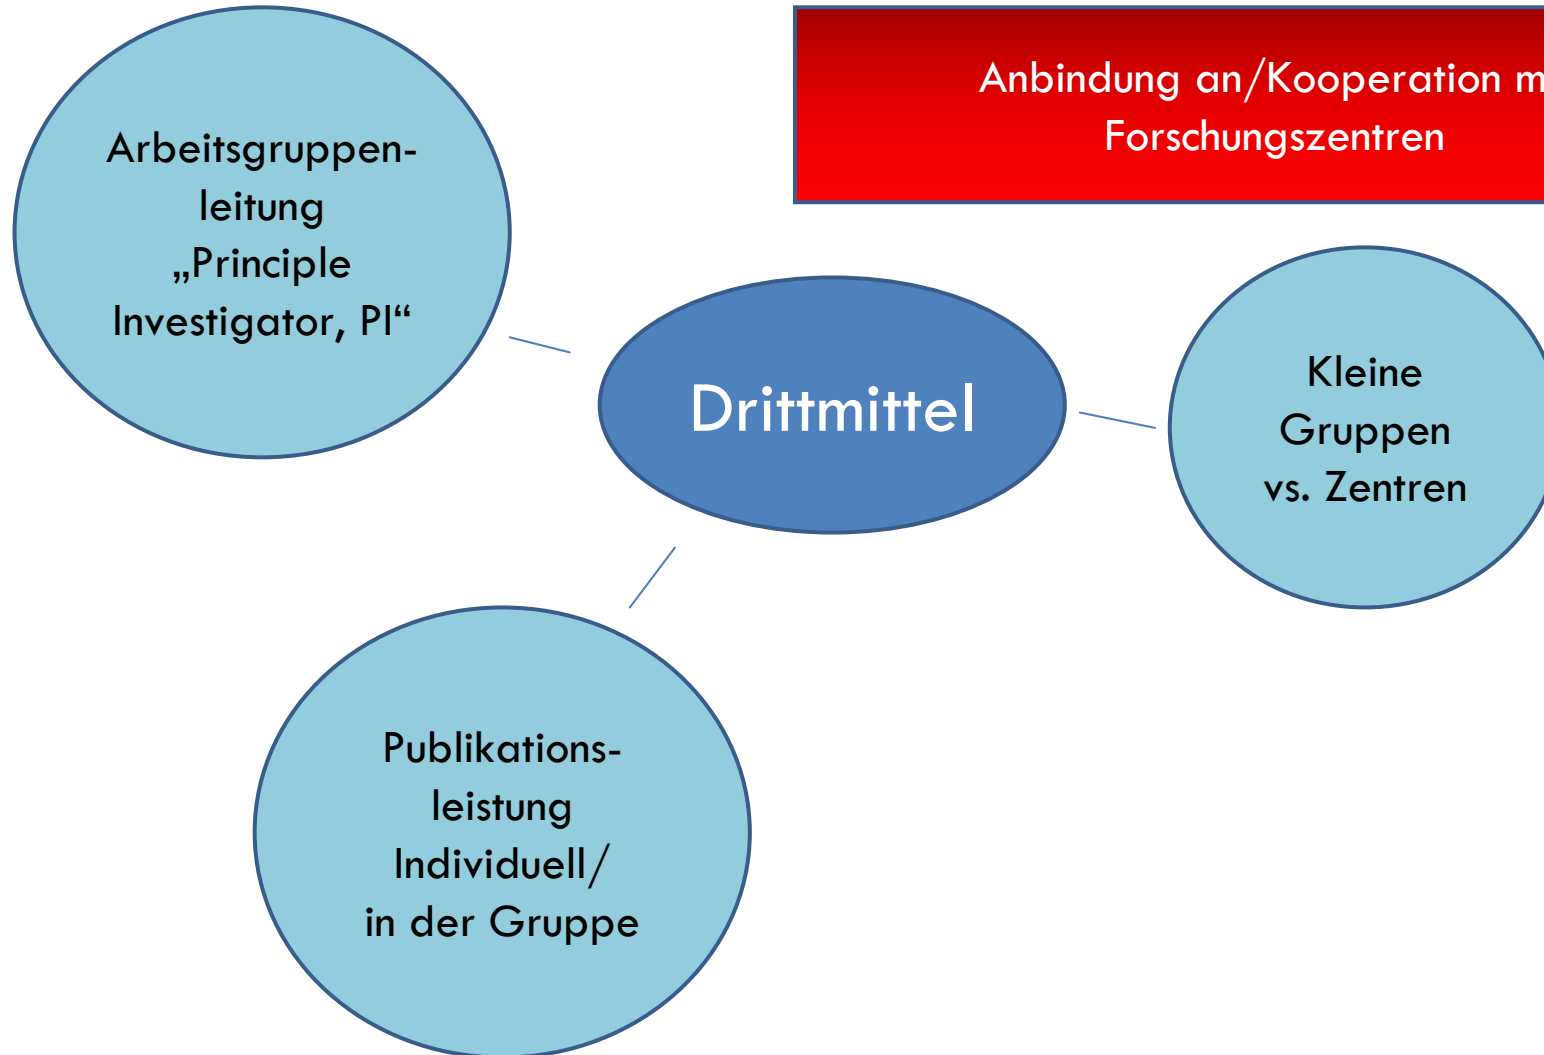 Arbeitsgruppen-
leitung
„Principle
Investigator, PI“
Anbindung an/Kooperation
Forschungszentren
Drittmittel
Kleine
Gruppen
vs. Zentren
Publikations-
leistung
Individuell/
in der Gruppe